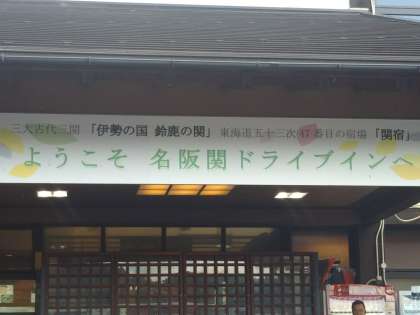 三大古代三関 「伊勢の国 鈴鹿の関」 東海道五十三次47番目の宿場 『関宿』
ようこそ 名阪関ドライブインへ